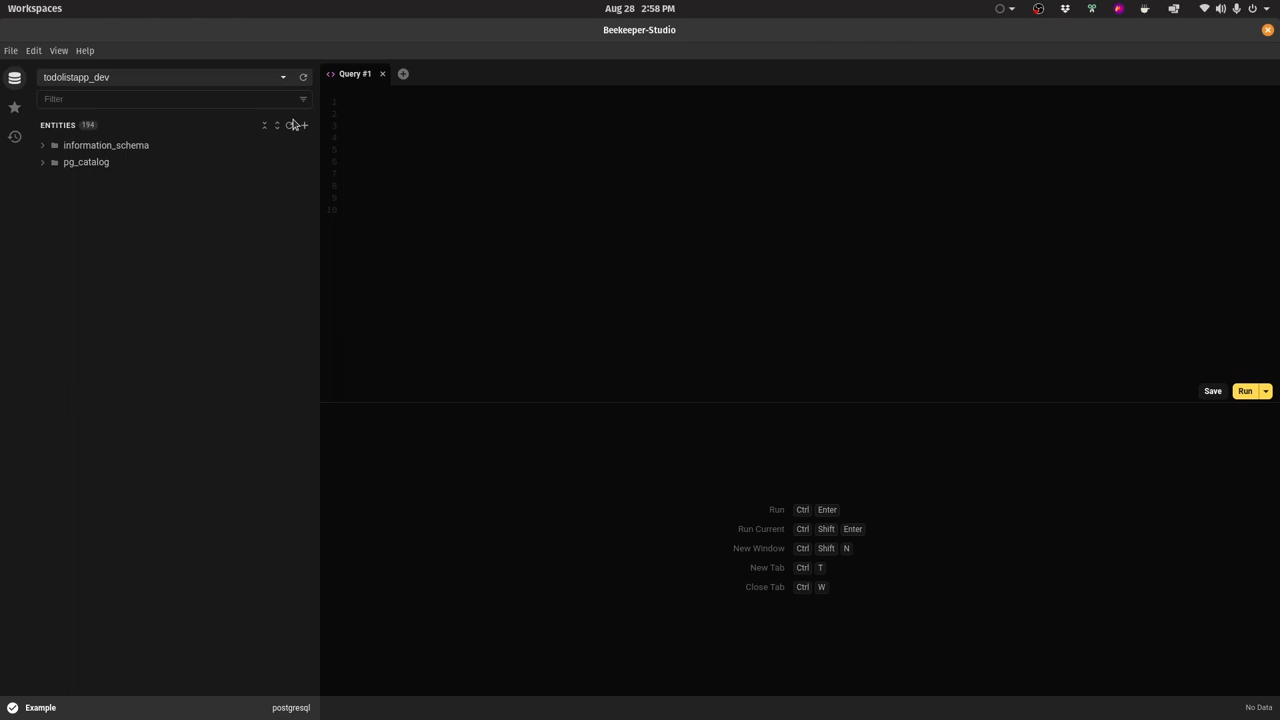 Workspaces
Aug 28 2:58 PM
Beekeeper-Studio
File Edit View Help
todolistapp_dev
Query #1
Filter
ENTITIES 194
information_schema
pg_catalog
1
2
3
4
5
6
7
8
9
10
Save Run
Run Ctrl Enter
Run Current Ctrl Shift Enter
New Window Ctrl Shift N
New Tab Ctrl T
Close Tab Ctrl W
Example postgresql No Data